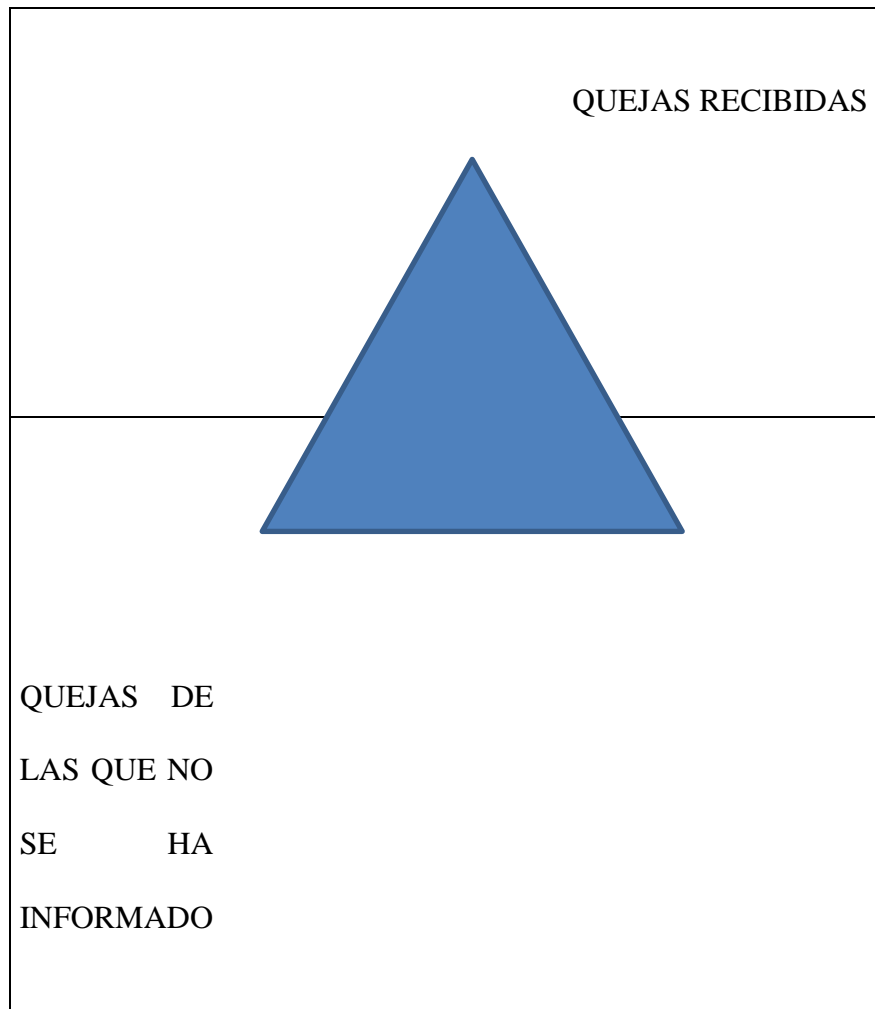 QUEJAS RECIBIDAS
QUEJAS DE
LAS QUE NO
SE HA
INFORMADO